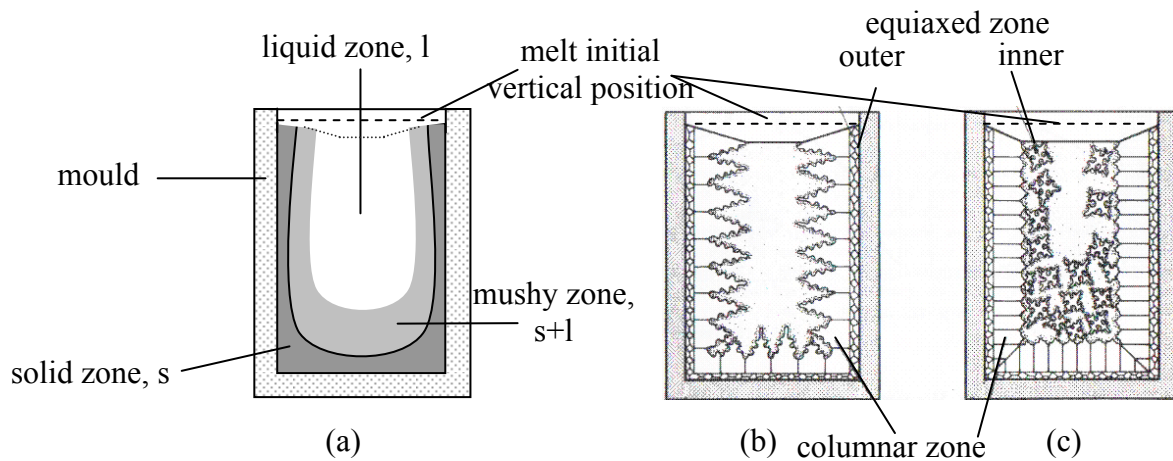 liquid zone, l
melt initial
vertical position
equiaxed zone
outer
inner
mould
mushy zone,
s+l
solid zone, s
columnar zone
(a)
(b)
(c)